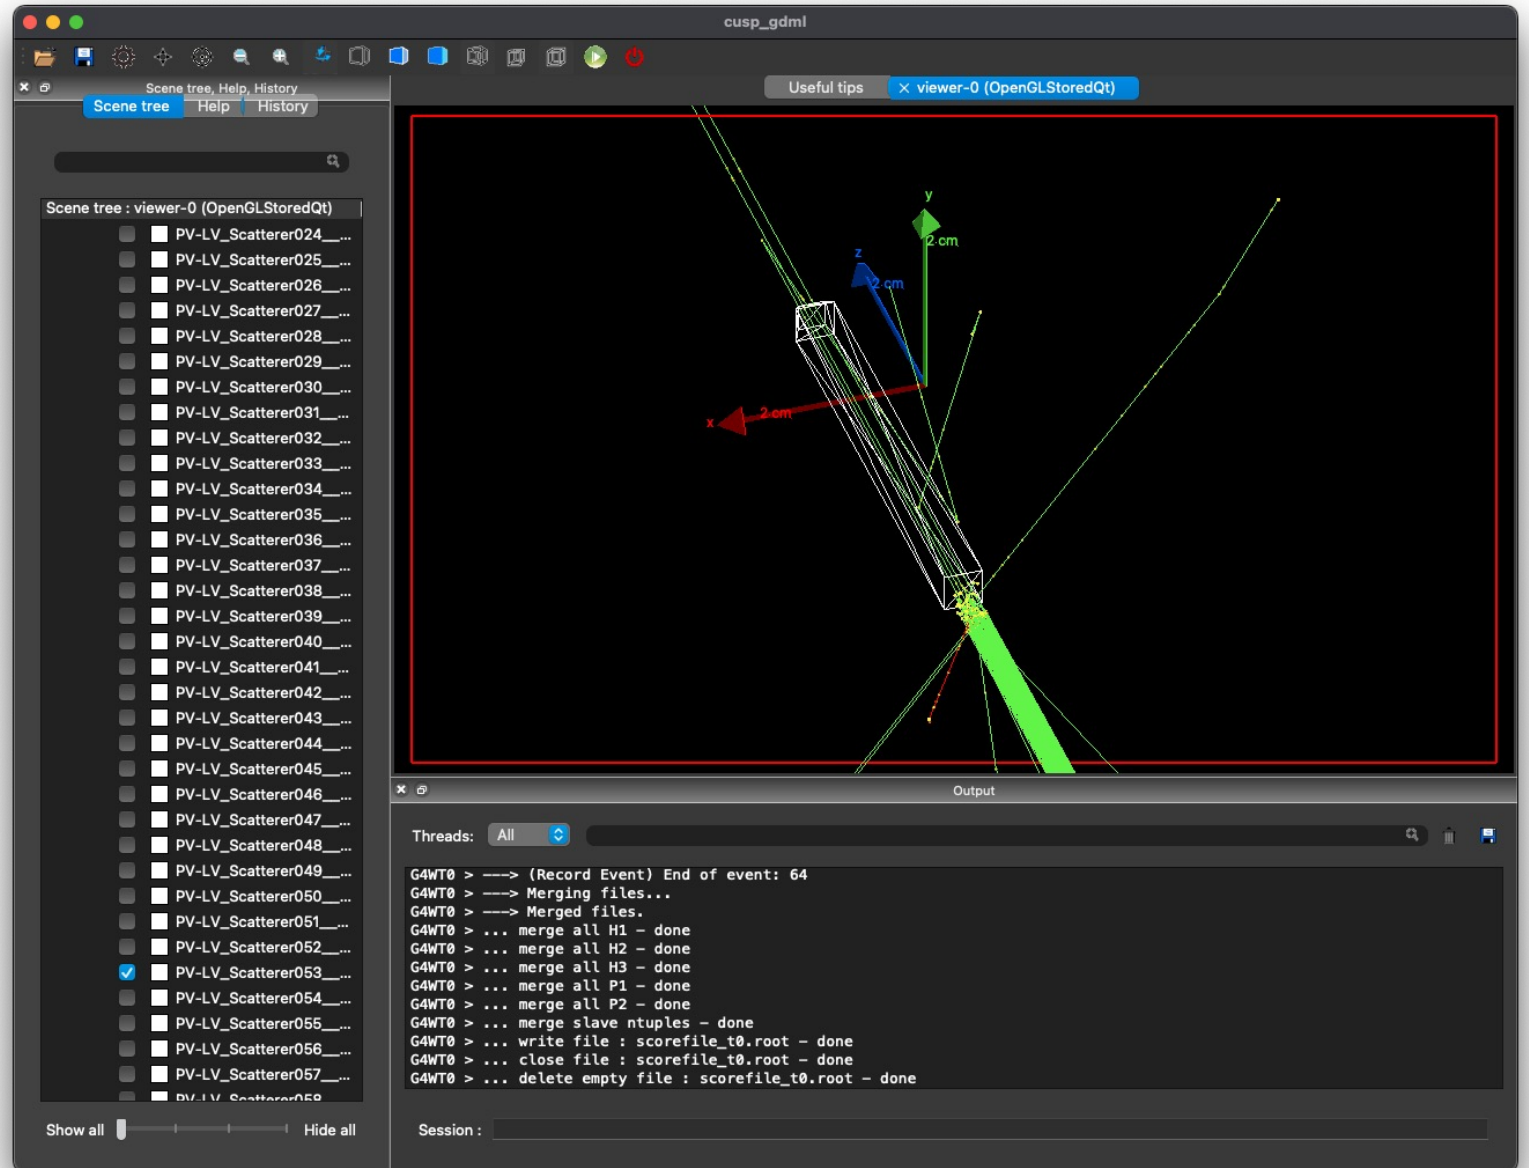 cusp_gdml
Scene tree, Help, History
Scene tree Help History
Useful tips
viewer-0 (OpenGLStoredQt)
Scene tree : viewer-0 (OpenGLStoredQt)
PV-LV_Scatterer024__...
PV-LV_Scatterer025__...
PV-LV_Scatterer026__...
PV-LV_Scatterer027__...
PV-LV_Scatterer028__...
PV-LV_Scatterer029__...
PV-LV_Scatterer030__...
PV-LV_Scatterer031__...
PV-LV_Scatterer032__...
PV-LV_Scatterer033__...
PV-LV_Scatterer034__...
PV-LV_Scatterer035__...
PV-LV_Scatterer036__...
PV-LV_Scatterer037__...
PV-LV_Scatterer038__...
PV-LV_Scatterer039__...
PV-LV_Scatterer040__...
PV-LV_Scatterer041__...
PV-LV_Scatterer042__...
PV-LV_Scatterer043__...
PV-LV_Scatterer044__...
PV-LV_Scatterer045__...
PV-LV_Scatterer046__...
PV-LV_Scatterer047__...
PV-LV_Scatterer048__...
PV-LV_Scatterer049__...
PV-LV_Scatterer050__...
PV-LV_Scatterer051__...
PV-LV_Scatterer052__...
PV-LV_Scatterer053__...
PV-LV_Scatterer054__...
PV-LV_Scatterer055__...
PV-LV_Scatterer056__...
PV-LV_Scatterer057__...
PV-LV_Scatterer058
Show all Hide all
y
2 cm
z
2 cm
x
2 cm
Output
Threads: All
G4WT0 > ---> (Record Event) End of event: 64
G4WT0 > ---> Merging files...
G4WT0 > ---> Merged files.
G4WT0 > ... merge all H1 - done
G4WT0 > ... merge all H2 - done
G4WT0 > ... merge all H3 - done
G4WT0 > ... merge all P1 - done
G4WT0 > ... merge all P2 - done
G4WT0 > ... merge slave ntuples - done
G4WT0 > ... write file : scorefile_t0.root - done
G4WT0 > ... close file : scorefile_t0.root - done
G4WT0 > ... delete empty file : scorefile_t0.root - done
Session :